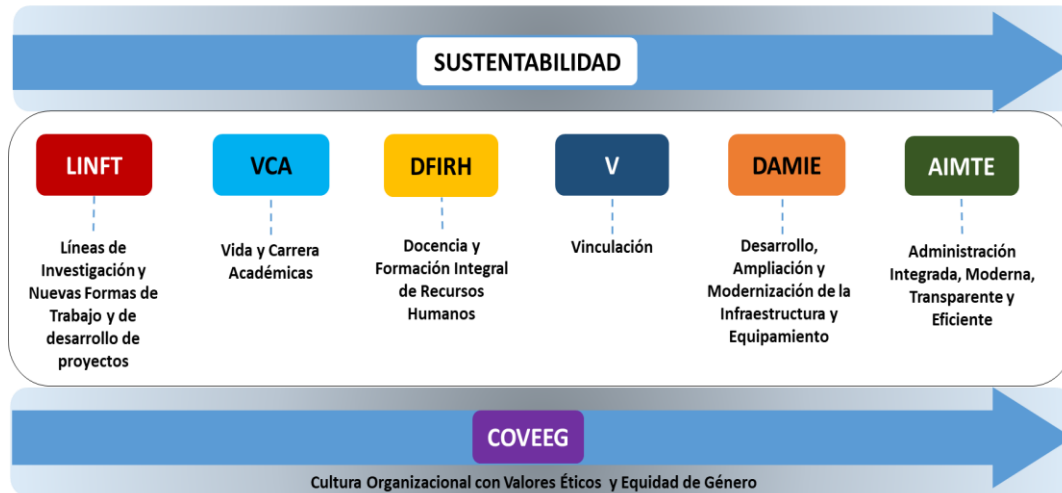 SUSTENTABILIDAD
LINFT
Líneas de
Investigación y
Nuevas Formas de
Trabajo y de
desarrollo de
proyectos
VCA
Vida y Carrera
Académicas
DFIRH
Docencia y
Formación Integral
de Recursos
Humanos
V
Vinculación
DAMIE
Desarrollo,
Ampliación y
Modernización de la
Infraestructura y
Equipamiento
AIMTE
Administración
Integrada, Moderna,
Transparente y
Eficiente
COVEEG
Cultura Organizacional con Valores Éticos y Equidad de Género